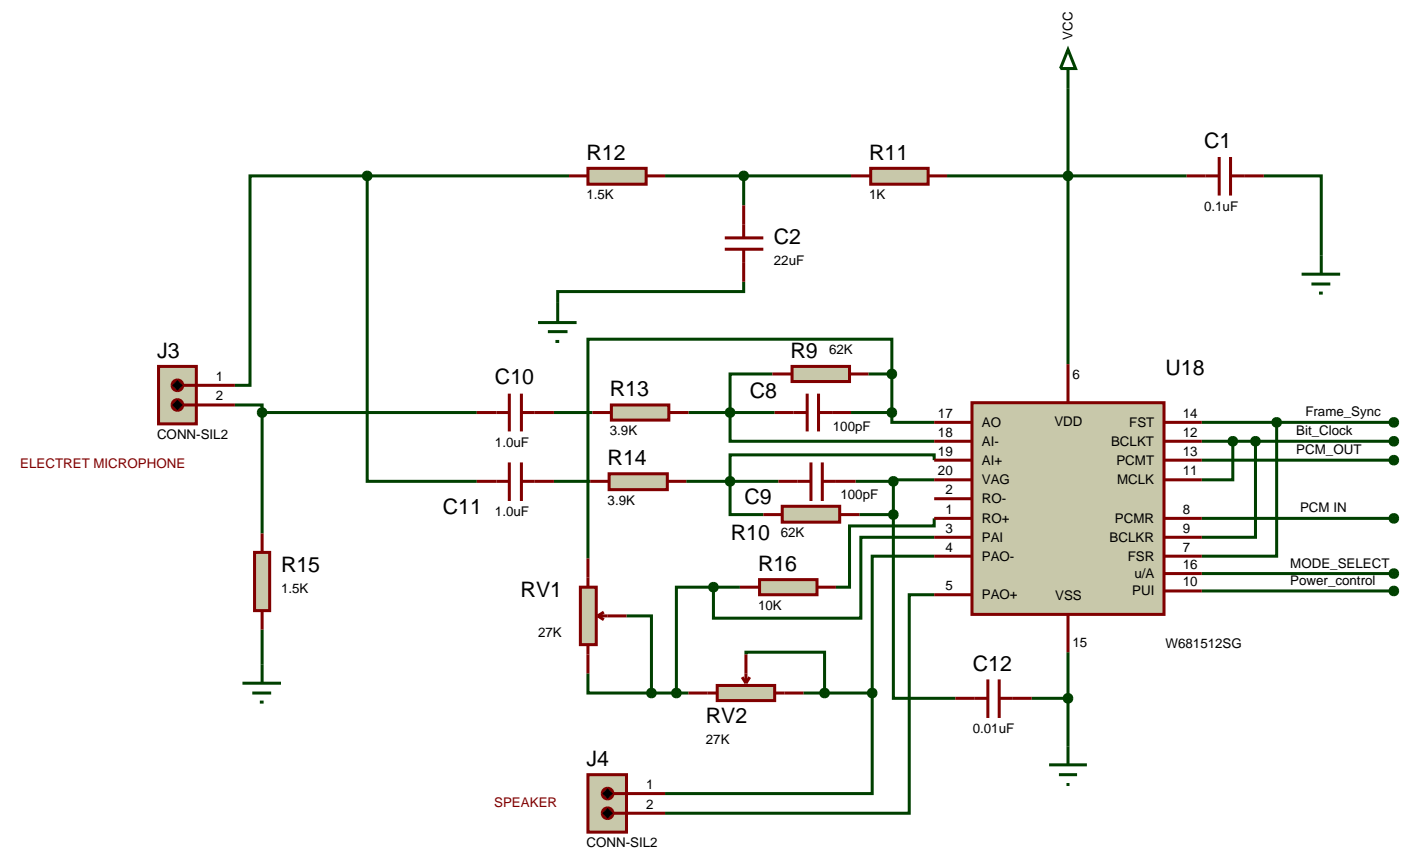 VCC
R12
1.5K
R11
1K
C1
0.1uF
C2
22uF
J3
1
2
CONN-SIL2
ELECTRET MICROPHONE
R15
1.5K
C10
1.0uF
C11
1.0uF
R13
3.9K
R14
3.9K
R9 62K
C8
100pF
C9
100pF
R10 62K
R16
10K
RV1
27K
RV2
27K
C12
0.01uF
J4
1
2
CONN-SIL2
SPEAKER
U18
W681512SG
6
VDD
15
VSS
17 AO
18 AI-
19 AI+
20 VAG
2 RO-
1 RO+
3 PAI
4 PAO-
5 PAO+
FST 14 Frame_Sync
BCLKT 12 Bit_Clock
PCMT 13 PCM_OUT
MCLK 11
PCMR 8 PCM IN
BCLKR 9
FSR 7
u/A 16 MODE_SELECT
PUI 10 Power_control